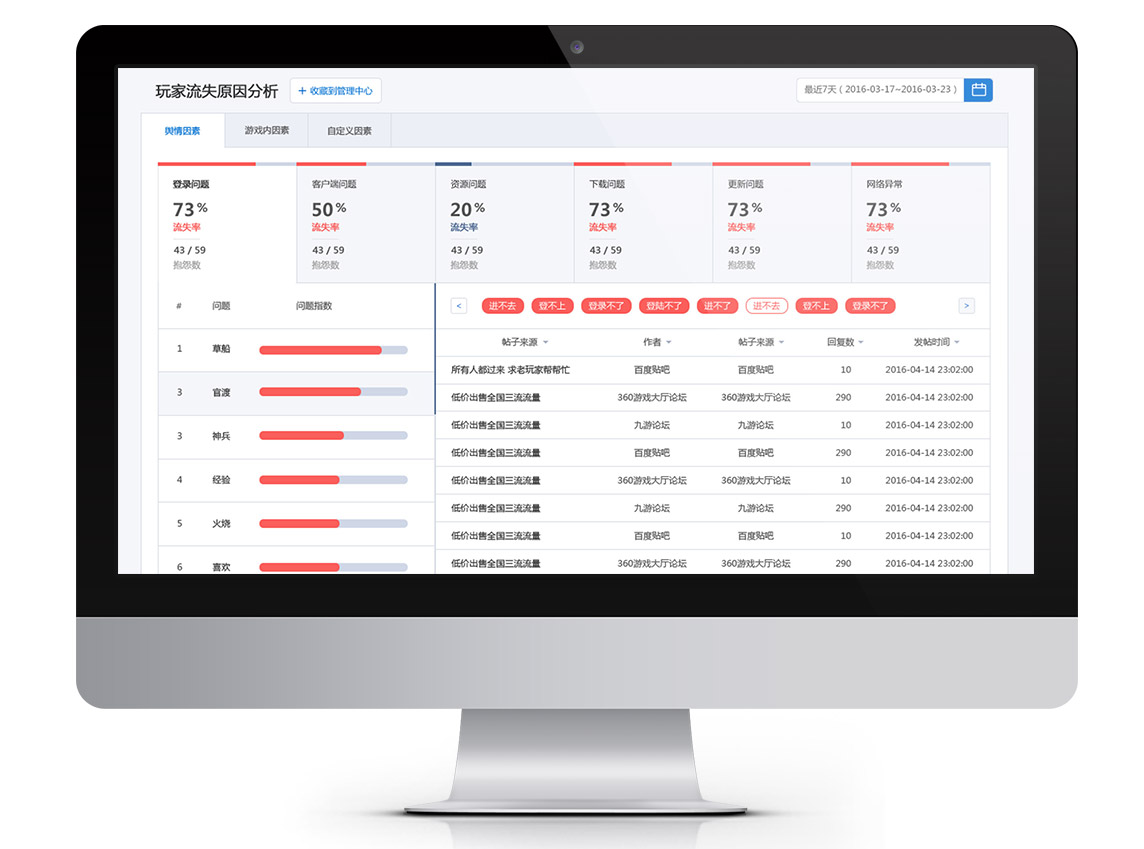 玩家流失原因分析
+ 收藏到管理中心
最近7天 ( 2016-03-17~2016-03-23 )
舆情因素 游戏内因素 自定义因素
登录问题 客户端问题 资源问题 下载问题 更新问题 网络异常
73% 50% 20% 73% 73% 73%
流失率 流失率 流失率 流失率 流失率 流失率
43 / 59 43 / 59 43 / 59 43 / 59 43 / 59 43 / 59
抱怨数 抱怨数 抱怨数 抱怨数 抱怨数 抱怨数
# 问题 问题指数
1 草船
3 官渡
3 神兵
4 经验
5 火烧
6 喜欢
< 进不去 登不上 登录不了 登陆不了 进不了 进不去 登不上 登录不了 >
帖子来源 作者 帖子来源 回复数 发帖时间
所有人都过来 求老玩家帮帮忙 百度贴吧 百度贴吧 10 2016-04-14 23:02:00
低价出售全国三流流量 360游戏大厅论坛 360游戏大厅论坛 290 2016-04-14 23:02:00
低价出售全国三流流量 九游论坛 九游论坛 10 2016-04-14 23:02:00
低价出售全国三流流量 百度贴吧 百度贴吧 290 2016-04-14 23:02:00
低价出售全国三流流量 360游戏大厅论坛 360游戏大厅论坛 10 2016-04-14 23:02:00
低价出售全国三流流量 九游论坛 九游论坛 290 2016-04-14 23:02:00
低价出售全国三流流量 百度贴吧 百度贴吧 10 2016-04-14 23:02:00
低价出售全国三流流量 360游戏大厅论坛 360游戏大厅论坛 290 2016-04-14 23:02:00